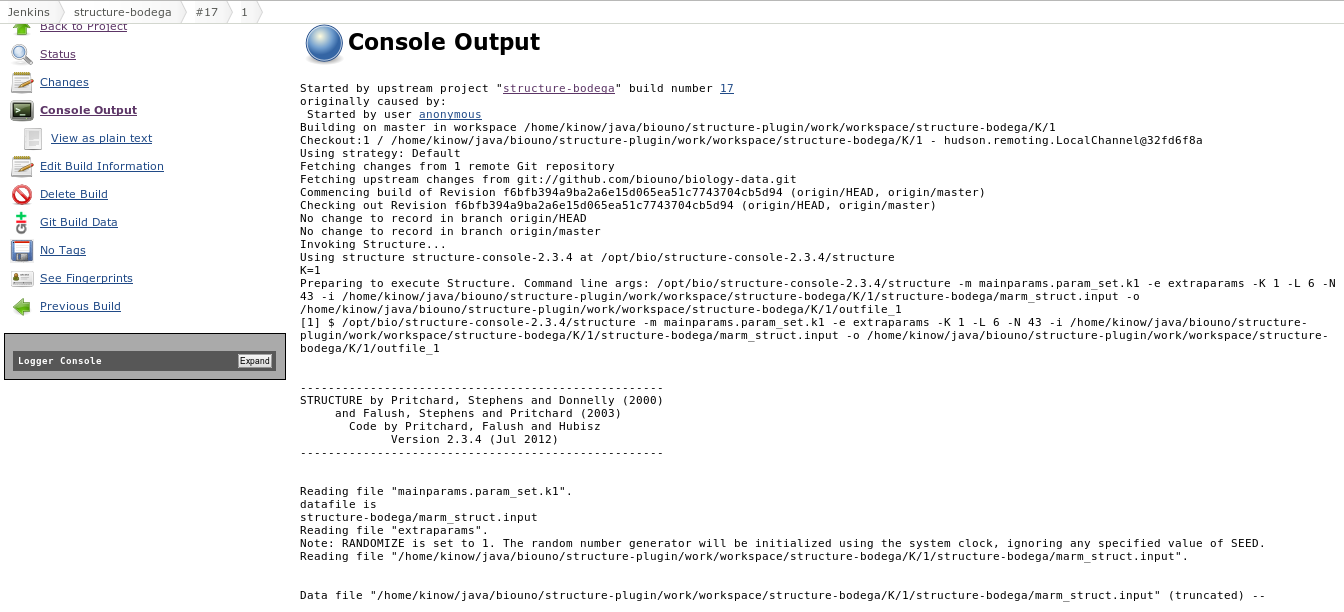 Jenkins structure-bodega #17 1
Back to Project
Status
Changes
Console Output
View as plain text
Edit Build Information
Delete Build
Git Build Data
No Tags
See Fingerprints
Previous Build
Logger Console Expand
Console Output
Started by upstream project "structure-bodega" build number 17
originally caused by:
Started by user anonymous
Building on master in workspace /home/kinow/java/biouno/structure-plugin/work/workspace/structure-bodega/K/1
Checkout:1 / /home/kinow/java/biouno/structure-plugin/work/workspace/structure-bodega/K/1 - hudson.remoting.LocalChannel@32fd6f8a
Using strategy: Default
Fetching changes from 1 remote Git repository
Fetching upstream changes from git://github.com/biouno/biology-data.git
Commencing build of Revision f6bfb394a9ba2a6e15d065ea51c7743704cb5d94 (origin/HEAD, origin/master)
Checking out Revision f6bfb394a9ba2a6e15d065ea51c7743704cb5d94 (origin/HEAD, origin/master)
No change to record in branch origin/HEAD
No change to record in branch origin/master
Invoking Structure...
Using structure structure-console-2.3.4 at /opt/bio/structure-console-2.3.4/structure
K=1
Preparing to execute Structure. Command line args: /opt/bio/structure-console-2.3.4/structure -m mainparams.param_set.k1 -e extraparams -K 1 -L 6 -N
43 -i /home/kinow/java/biouno/structure-plugin/work/workspace/structure-bodega/K/1/structure-bodega/marm_struct.input -o
/home/kinow/java/biouno/structure-plugin/work/workspace/structure-bodega/K/1/outfile_1
[1] $ /opt/bio/structure-console-2.3.4/structure -m mainparams.param_set.k1 -e extraparams -K 1 -L 6 -N 43 -i /home/kinow/java/biouno/structure-
plugin/work/workspace/structure-bodega/K/1/structure-bodega/marm_struct.input -o /home/kinow/java/biouno/structure-plugin/work/workspace/structure-
bodega/K/1/outfile_1
----------------------------------------------------
STRUCTURE by Pritchard, Stephens and Donnelly (2000)
and Falush, Stephens and Pritchard (2003)
Code by Pritchard, Falush and Hubisz
Version 2.3.4 (Jul 2012)
----------------------------------------------------
Reading file "mainparams.param_set.k1".
datafile is
structure-bodega/marm_struct.input
Reading file "extraparams".
Note: RANDOMIZE is set to 1. The random number generator will be initialized using the system clock, ignoring any specified value of SEED.
Reading file "/home/kinow/java/biouno/structure-plugin/work/workspace/structure-bodega/K/1/structure-bodega/marm_struct.input".
Data file "/home/kinow/java/biouno/structure-plugin/work/workspace/structure-bodega/K/1/structure-bodega/marm_struct.input" (truncated) --